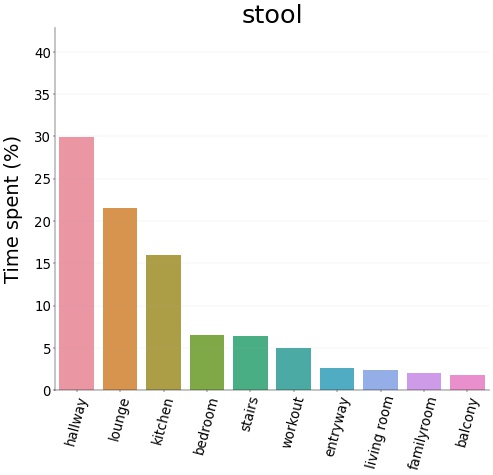 stool
Time spent (%)
40
35
30
25
20
15
10
5
0
hallway
lounge
kitchen
bedroom
stairs
workout
entryway
living room
familyroom
balcony